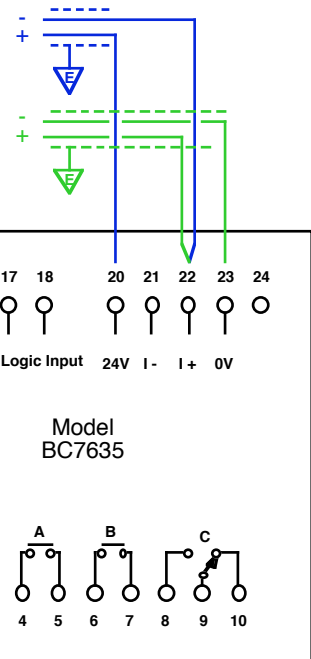 -
+
E
-
+
E
17 18 20 21 22 23 24
Logic Input 24V I - I + 0V
Model
BC7635
A B C
4 5 6 7 8 9 10